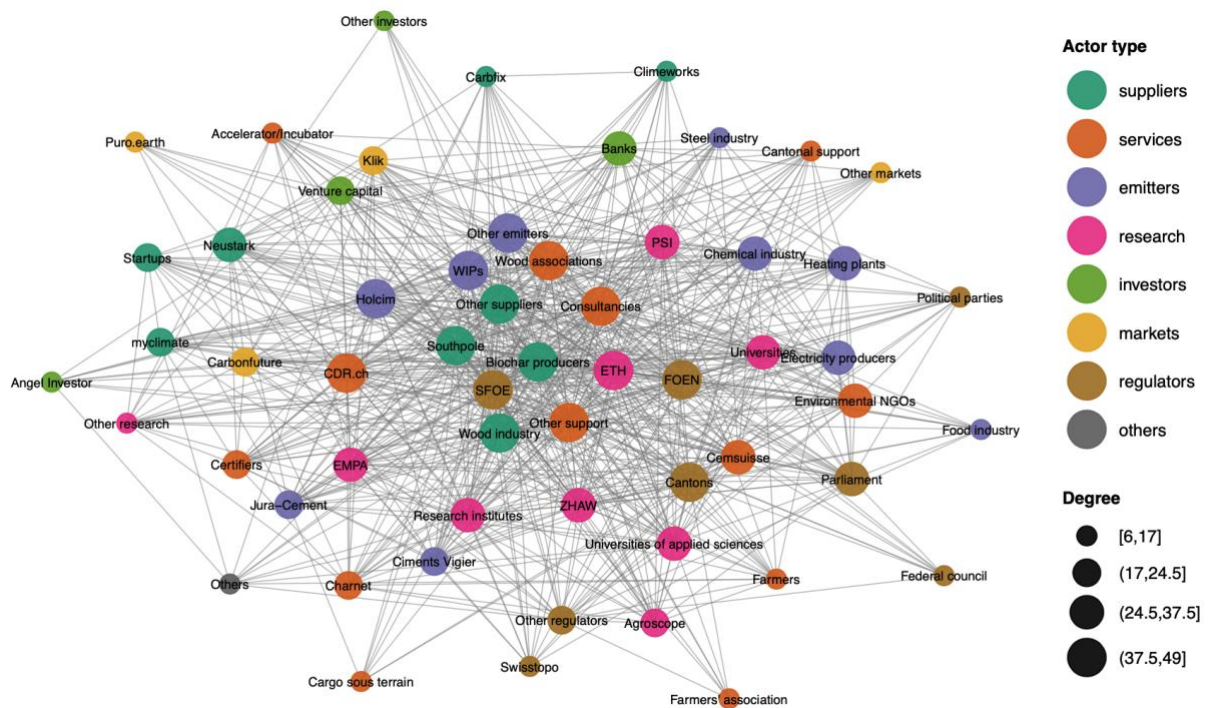 Other investors
Carbfix
Climeworks
Puro.earth
Accelerator/Incubator
Klik
Banks
Steel industry
Cantonal support
Other markets
Venture capital
Startups
Neustark
Other emitters
Wood associations
PSI
Chemical industry
Heating plants
WIPs
Holcim
Other suppliers
Consultancies
Political parties
myclimate
Carbonfuture
CDR.ch
Southpole
Biochar producers
ETH
Universities
Electricity producers
Angel Investor
SFOE
FOEN
Environmental NGOs
Other research
Wood industry
Other support
Food industry
Certifiers
EMPA
Cemsuisse
Cantons
Parliament
Jura-Cement
Research institutes
ZHAW
Universities of applied sciences
Ciments Vigier
Others
Charnet
Farmers
Federal council
Other regulators
Agroscope
Swisstopo
Cargo sous terrain
Farmers' association
Actor type
suppliers
services
emitters
research
investors
markets
regulators
others
Degree
[6,17]
(17,24.5]
(24.5,37.5]
(37.5,49]